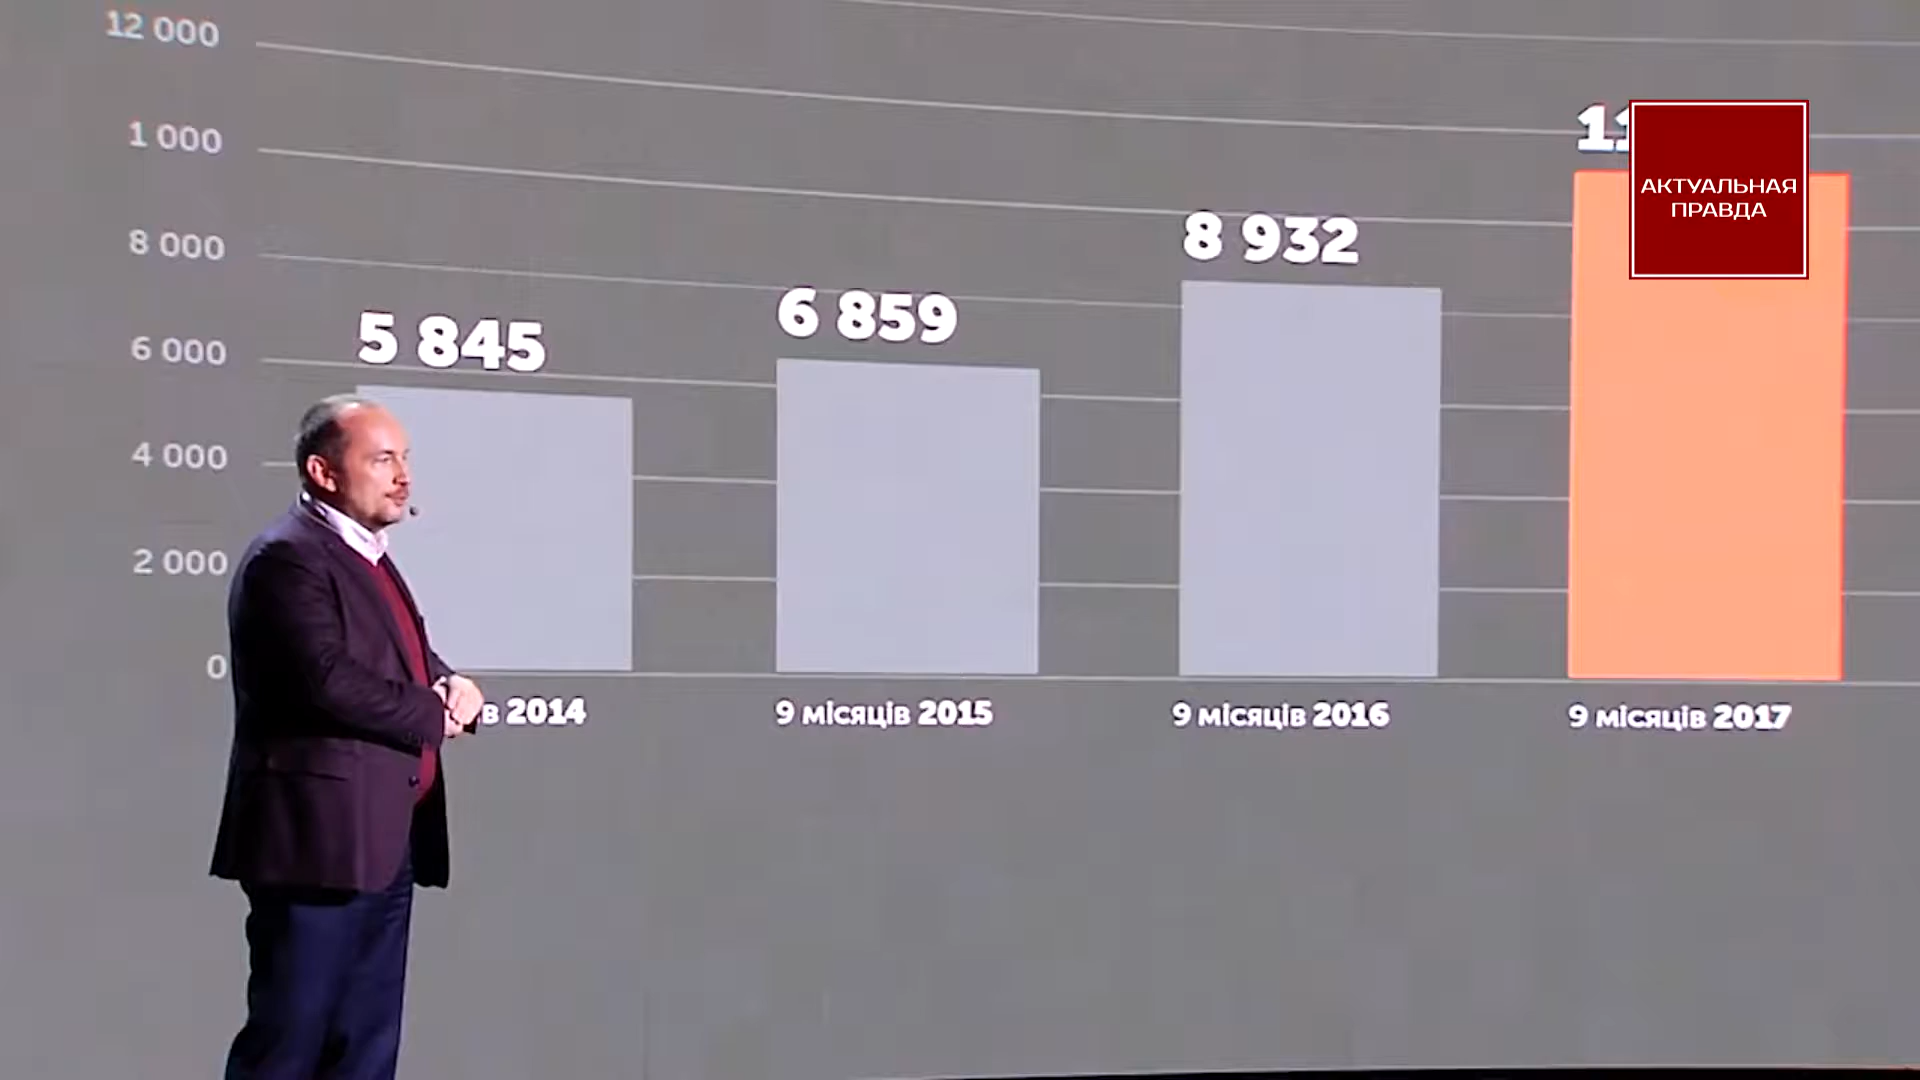 12 000
1 000
8 000
6 000
4 000
2 000
0
5 845
6 859
8 932
11
в 2014
9 місяців 2015
9 місяців 2016
9 місяців 2017
АКТУАЛЬНАЯ
ПРАВДА